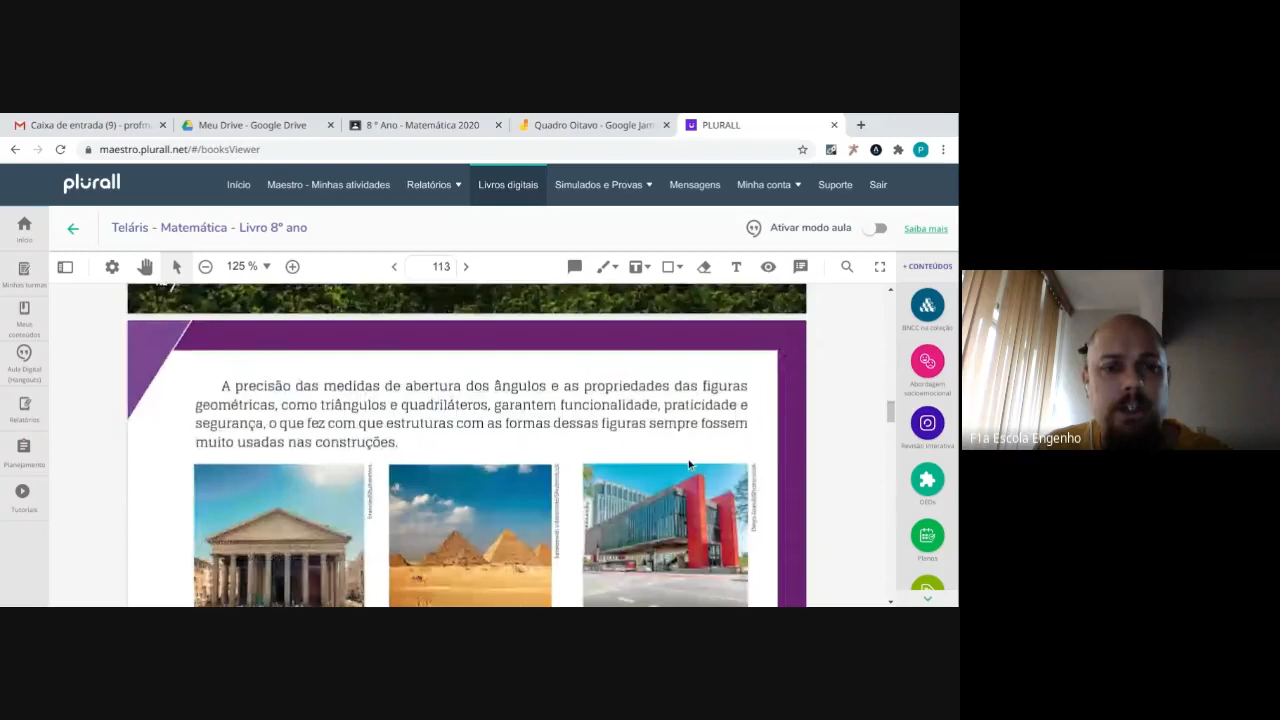 Caixa de entrada (9) - profm
Meu Drive - Google Drive
8 º Ano - Matemática 2020
Quadro Oitavo - Google Jam
PLURALL
maestro.plurall.net/#/booksViewer
plurall
Início
Maestro - Minhas atividades
Relatórios
Livros digitais
Simulados e Provas
Mensagens
Minha conta
Suporte
Sair
Teláris - Matemática - Livro 8º ano
Ativar modo aula
Saiba mais
125 %
113
+ CONTEÚDOS
Início
Minhas turmas
Meus
conteúdos
Aula Digital
(Hangouts)
Relatórios
Planejamento
Tutoriais
A precisão das medidas de abertura dos ângulos e as propriedades das figuras
geométricas, como triângulos e quadriláteros, garantem funcionalidade, praticidade e
segurança, o que fez com que estruturas com as formas dessas figuras sempre fossem
muito usadas nas construções.
BNCC na coleção
Abordagem
socioemocional
Revisão interativa
OEDs
Planos
F1a Escola Engenho